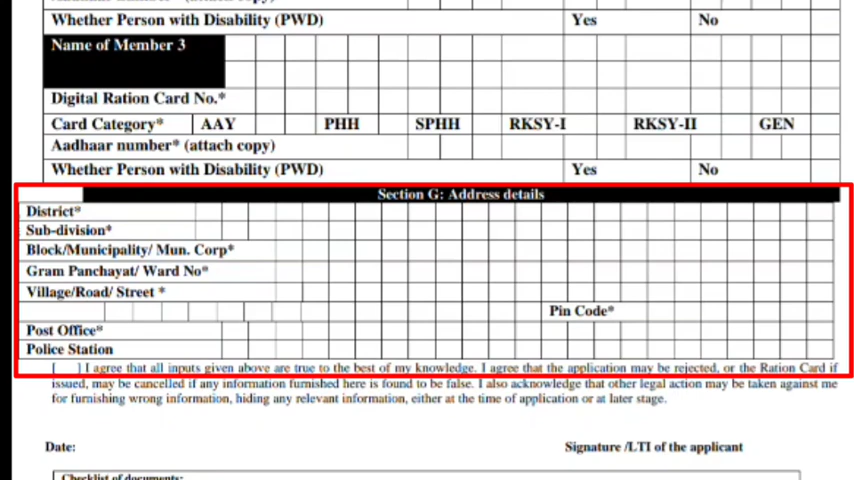 Aadhaar number* (attach copy)
Whether Person with Disability (PWD) Yes No
Name of Member 3
Digital Ration Card No.*
Card Category* AAY PHH SPHH RKSY-I RKSY-II GEN
Aadhaar number* (attach copy)
Whether Person with Disability (PWD) Yes No
Section G: Address details
District*
Sub-division*
Block/Municipality/ Mun. Corp*
Gram Panchayat/ Ward No*
Village/Road/ Street *
Pin Code*
Post Office*
Police Station
[ ] I agree that all inputs given above are true to the best of my knowledge. I agree that the application may be rejected, or the Ration Card if
issued, may be cancelled if any information furnished here is found to be false. I also acknowledge that other legal action may be taken against me
for furnishing wrong information, hiding any relevant information, either at the time of application or at later stage.
Date: Signature /LTI of the applicant
Checklist of documents: